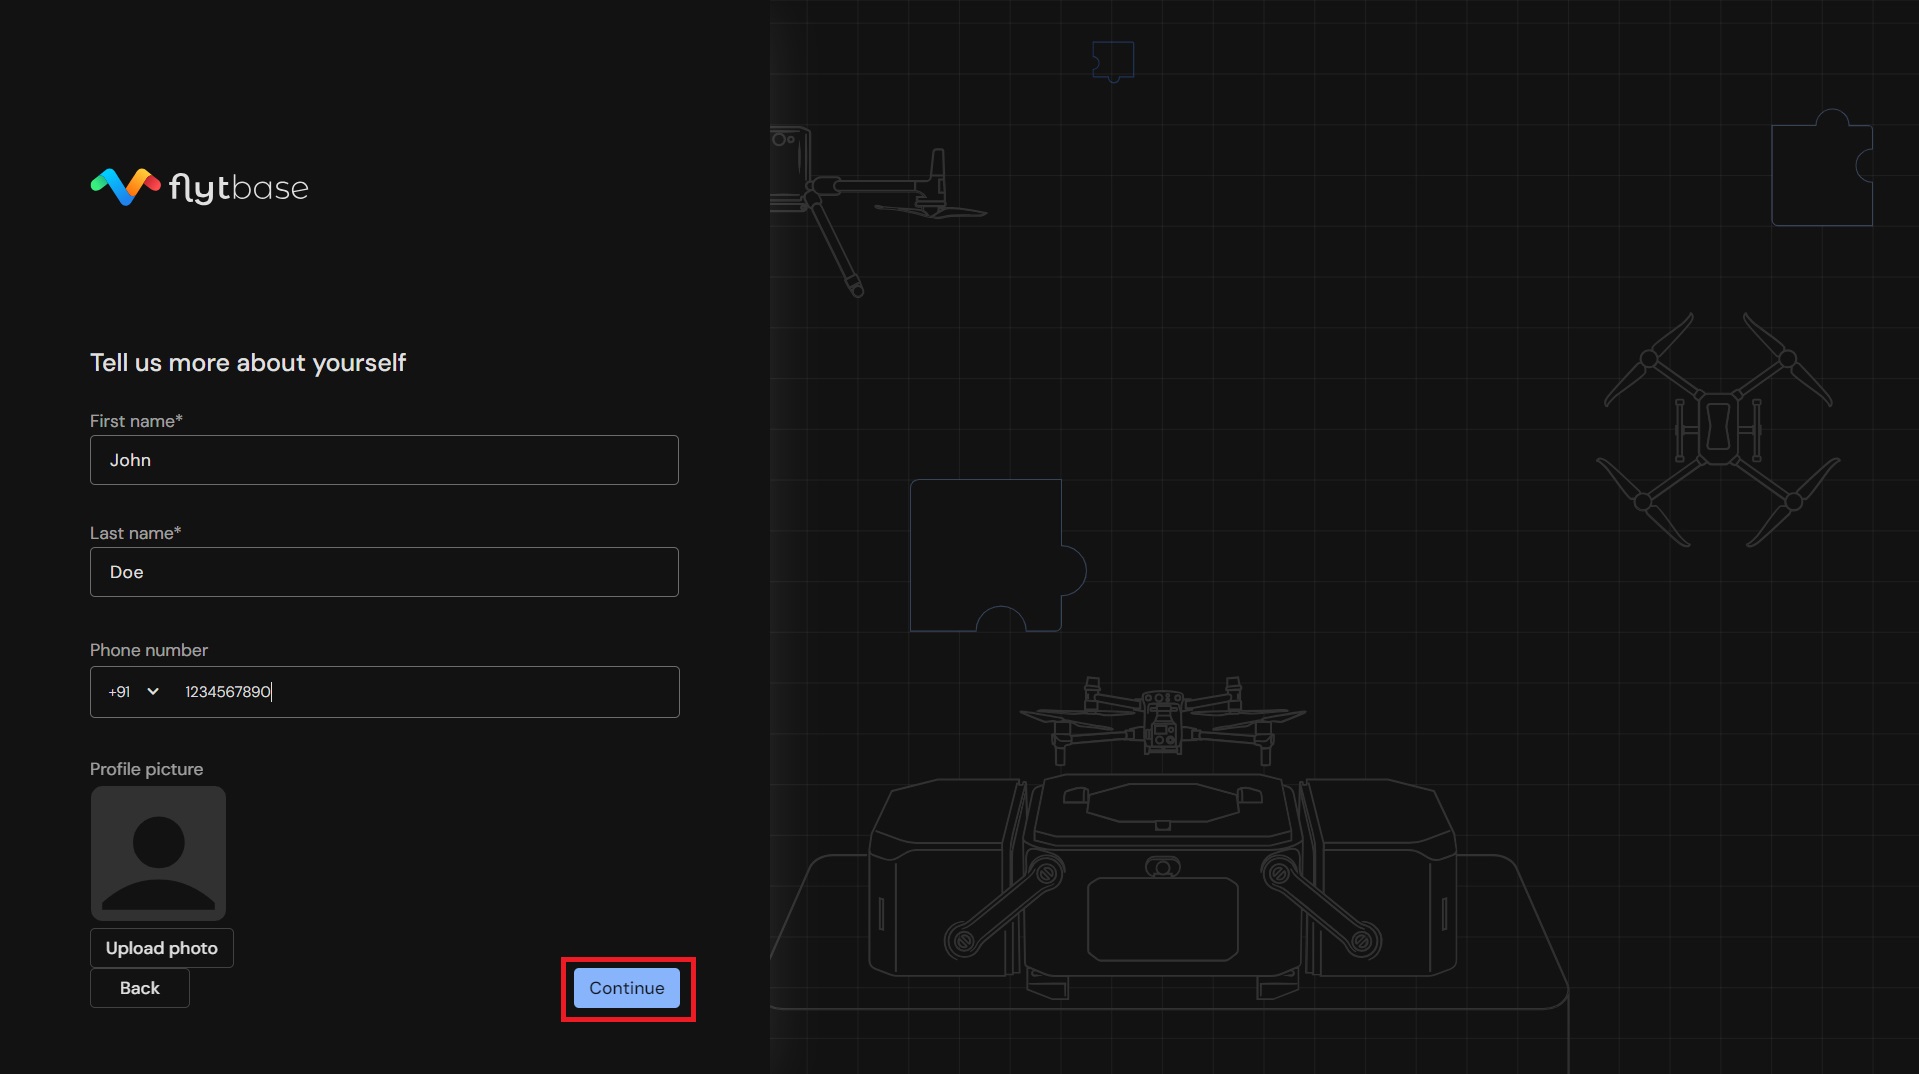 flytbase
Tell us more about yourself
First name*
John
Last name*
Doe
Phone number
+91 1234567890
Profile picture
Upload photo
Back
Continue